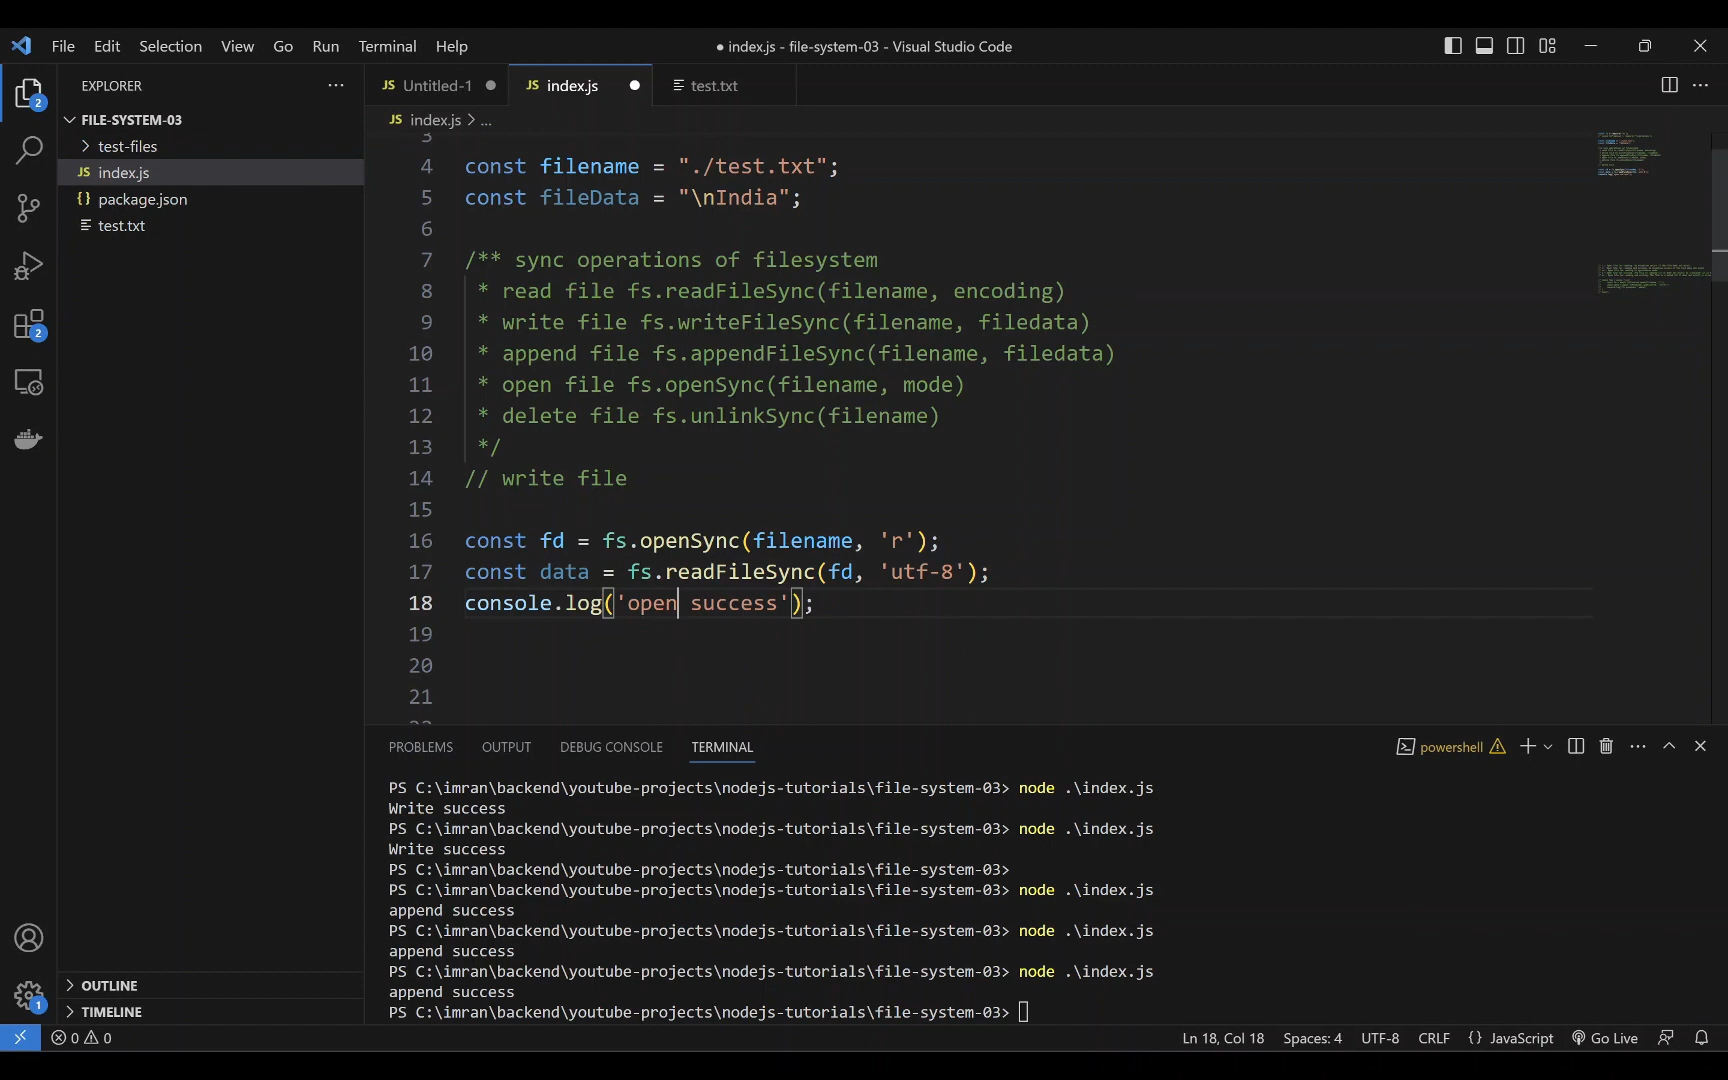 File Edit Selection View Go Run Terminal Help
● index.js - file-system-03 - Visual Studio Code
EXPLORER
JS Untitled-1
JS index.js
test.txt
FILE-SYSTEM-03
JS index.js > ...
test-files
JS index.js
{} package.json
test.txt
2
2
1
3
4 const filename = "./test.txt";
5 const fileData = "\nIndia";
6
7 /** sync operations of filesystem
8 * read file fs.readFileSync(filename, encoding)
9 * write file fs.writeFileSync(filename, filedata)
10 * append file fs.appendFileSync(filename, filedata)
11 * open file fs.openSync(filename, mode)
12 * delete file fs.unlinkSync(filename)
13 */
14 // write file
15
16 const fd = fs.openSync(filename, 'r');
17 const data = fs.readFileSync(fd, 'utf-8');
18 console.log('open success');
19
20
21
PROBLEMS OUTPUT DEBUG CONSOLE TERMINAL
powershell
PS C:\imran\backend\youtube-projects\nodejs-tutorials\file-system-03> node .\index.js
Write success
PS C:\imran\backend\youtube-projects\nodejs-tutorials\file-system-03> node .\index.js
Write success
PS C:\imran\backend\youtube-projects\nodejs-tutorials\file-system-03>
PS C:\imran\backend\youtube-projects\nodejs-tutorials\file-system-03> node .\index.js
append success
PS C:\imran\backend\youtube-projects\nodejs-tutorials\file-system-03> node .\index.js
append success
PS C:\imran\backend\youtube-projects\nodejs-tutorials\file-system-03> node .\index.js
append success
PS C:\imran\backend\youtube-projects\nodejs-tutorials\file-system-03>
OUTLINE
TIMELINE
0 0
Ln 18, Col 18 Spaces: 4 UTF-8 CRLF {} JavaScript Go Live